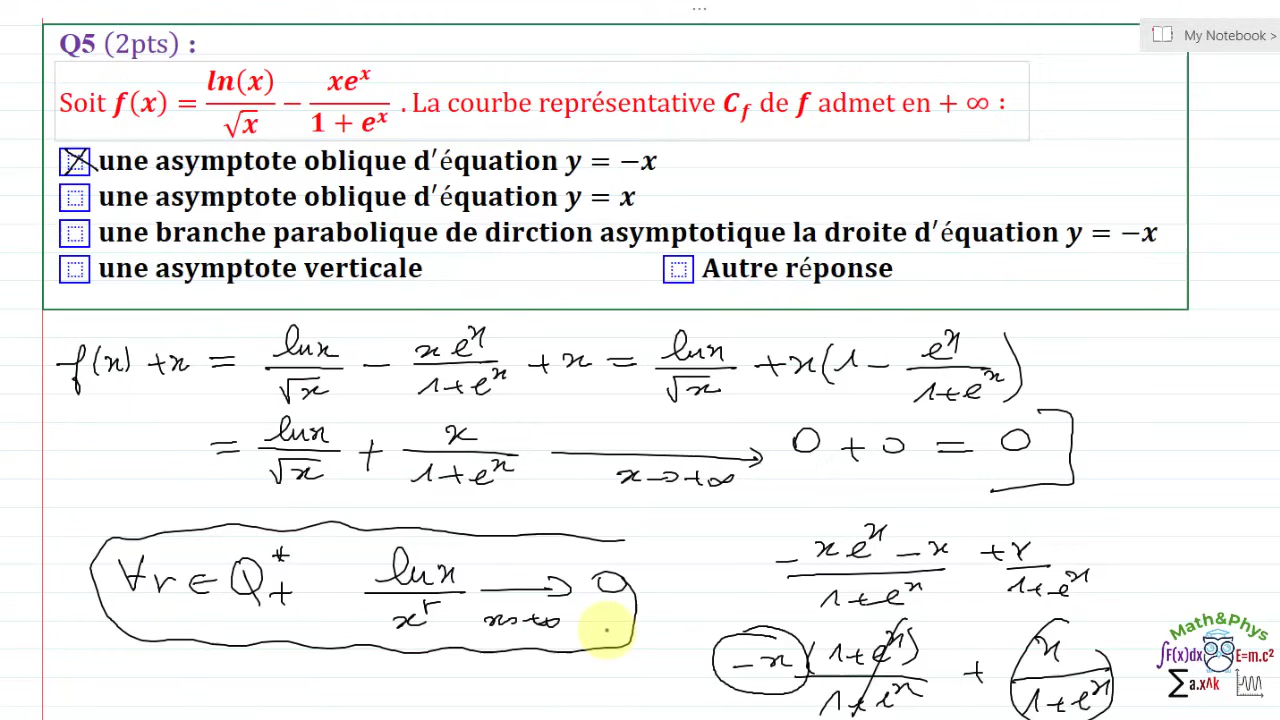 ...
My Notebook >
Q5 (2pts) :
Soit f(x) = ln(x)/√x − xe^x/(1 + e^x) . La courbe représentative C_f de f admet en + ∞ :
une asymptote oblique d'équation y = −x
une asymptote oblique d'équation y = x
une branche parabolique de dirction asymptotique la droite d'équation y = −x
une asymptote verticale Autre réponse
f(x) + x = lnx/√x − xe^x/(1+e^x) + x = lnx/√x + x(1 − e^x/(1+e^x))
= lnx/√x + x/(1+e^x) ⟶ x→+∞ 0 + 0 = 0
∀r ∈ Q*+ lnx/x^r ⟶ x→+∞ 0
−xe^x − x/(1+e^x) + x/(1+e^x)
−x (1+e^x)/(1+e^x) + x/(1+e^x)
Math&Phys
∫F(x)dx E=m.c²
∑ a.x∧k